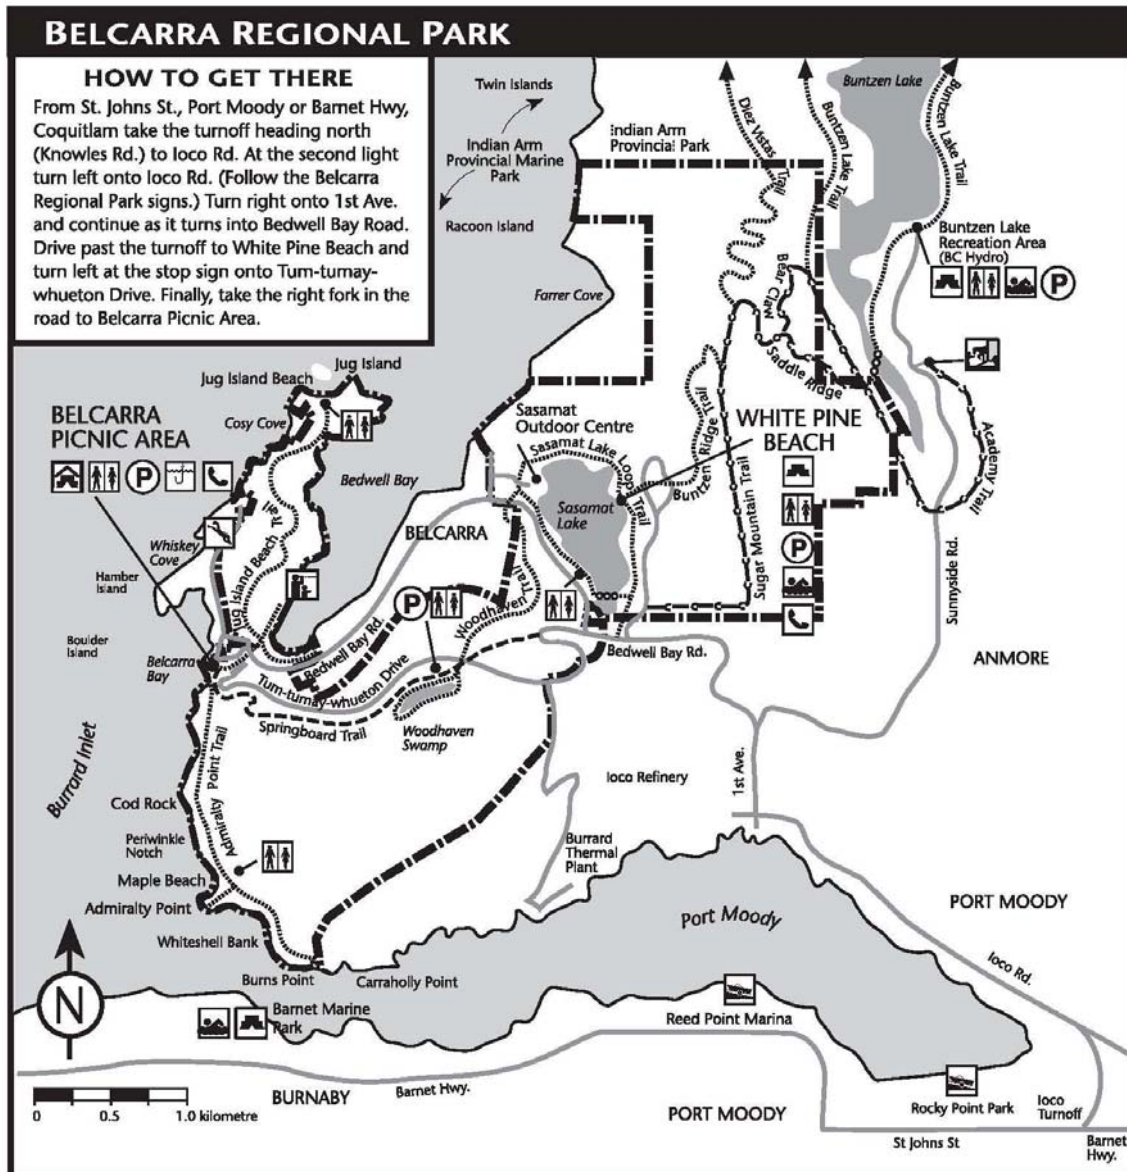 BELCARRA REGIONAL PARK
HOW TO GET THERE
From St. Johns St., Port Moody or Barnet Hwy,
Coquitlam take the turnoff heading north
(Knowles Rd.) to Ioco Rd. At the second light
turn left onto Ioco Rd. (Follow the Belcarra
Regional Park signs.) Turn right onto 1st Ave.
and continue as it turns into Bedwell Bay Road.
Drive past the turnoff to White Pine Beach and
turn left at the stop sign onto Tum-tumay-
whueton Drive. Finally, take the right fork in the
road to Belcarra Picnic Area.
Twin Islands
Indian Arm
Provincial Marine
Park
Racoon Island
Indian Arm
Provincial Park
Diez Vistas
Trail
Buntzen Lake Trail
Buntzen Lake
Buntzen Lake Trail
Buntzen Lake
Recreation Area
(BC Hydro)
P
Farrer Cove
Bear Claw
Saddle Ridge
Jug Island
Jug Island Beach
BELCARRA
PICNIC AREA
P
Cosy Cove
Bedwell Bay
Sasamat
Outdoor Centre
Sasamat Lake Loop
Trail
Sasamat
Lake
WHITE PINE
BEACH
P
Buntzen Ridge Trail
Sugar Mountain Trail
Academy Trail
Sunnyside Rd.
Whiskey
Cove
Hamber
Island
Jug Island Beach
Trail
BELCARRA
P
Woodhaven
Trail
Boulder
Island
Belcarra
Bay
Bedwell Bay Rd.
Bedwell Bay Rd.
ANMORE
Tum-tumay-whueton Drive
Springboard Trail
Woodhaven
Swamp
Burrard Inlet
Admiralty Point Trail
Ioco Refinery
1st Ave.
Cod Rock
Periwinkle
Notch
Maple Beach
Admiralty Point
Whiteshell Bank
Burns Point
Carraholly Point
Burrard
Thermal
Plant
Port Moody
PORT MOODY
Ioco Rd.
N
Barnet Marine
Park
Reed Point Marina
Rocky Point Park
Ioco
Turnoff
BURNABY
Barnet Hwy.
PORT MOODY
St Johns St
Barnet
Hwy.
0 0.5 1.0 kilometre